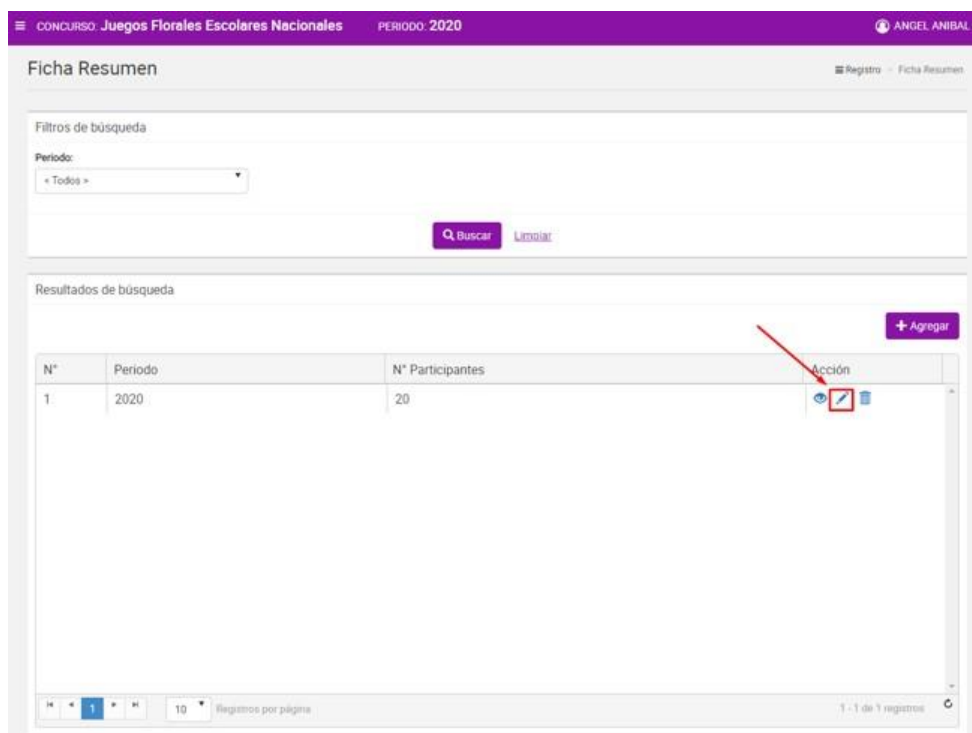 CONCURSO: Juegos Florales Escolares Nacionales PERIODO: 2020 ANGEL ANIBAL
Ficha Resumen Registro - Ficha Resumen
Filtros de búsqueda
Periodo:
< Todos >
Buscar Limpiar
Resultados de búsqueda
+ Agregar
N° Periodo N° Participantes Acción
1 2020 20
1 10 Registros por página 1 - 1 de 1 registros